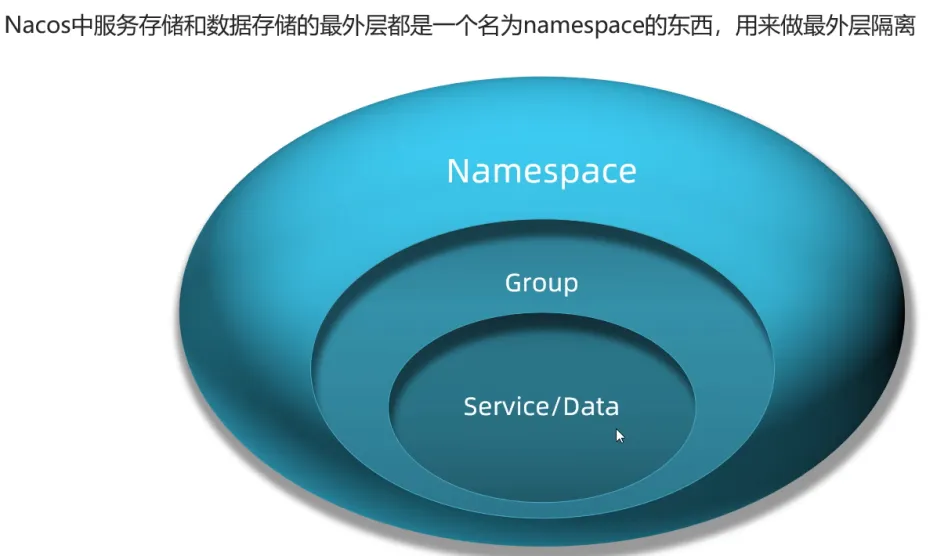 Nacos中服务存储和数据存储的最外层都是一个名为namespace的东西，用来做最外层隔离
Namespace
Group
Service/Data